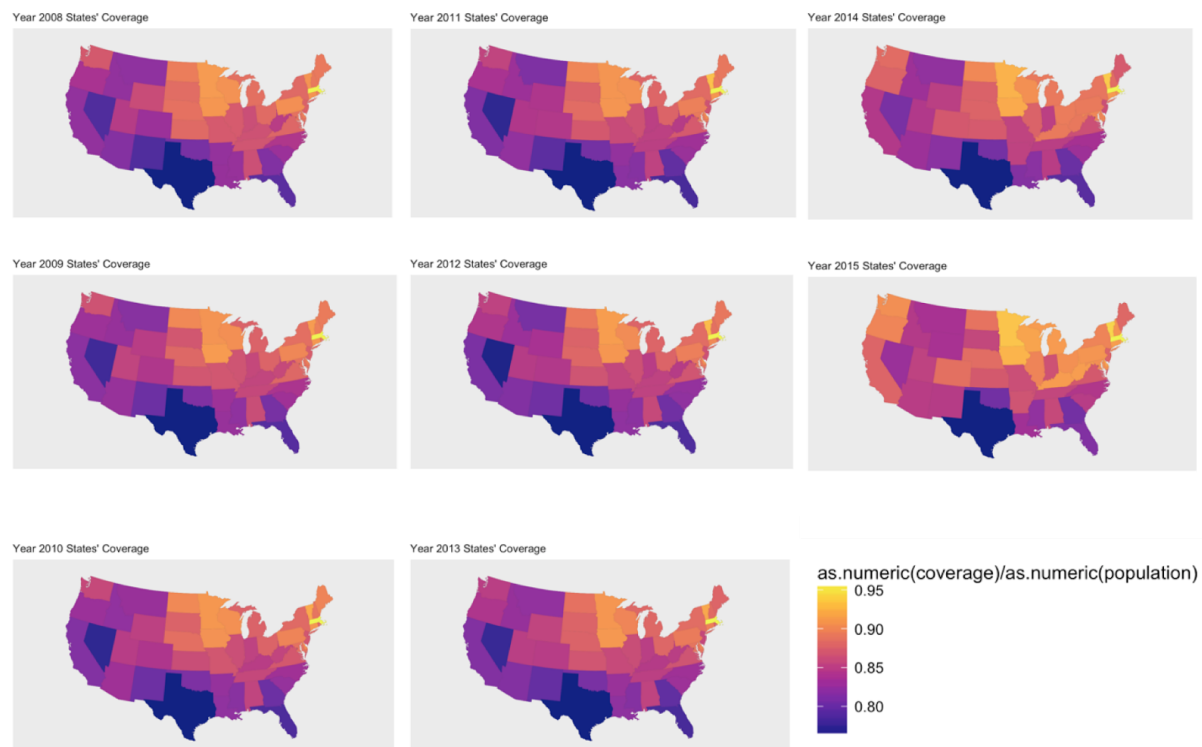 Year 2008 States' Coverage
Year 2011 States' Coverage
Year 2014 States' Coverage
Year 2009 States' Coverage
Year 2012 States' Coverage
Year 2015 States' Coverage
Year 2010 States' Coverage
Year 2013 States' Coverage
as.numeric(coverage)/as.numeric(population)
0.95
0.90
0.85
0.80